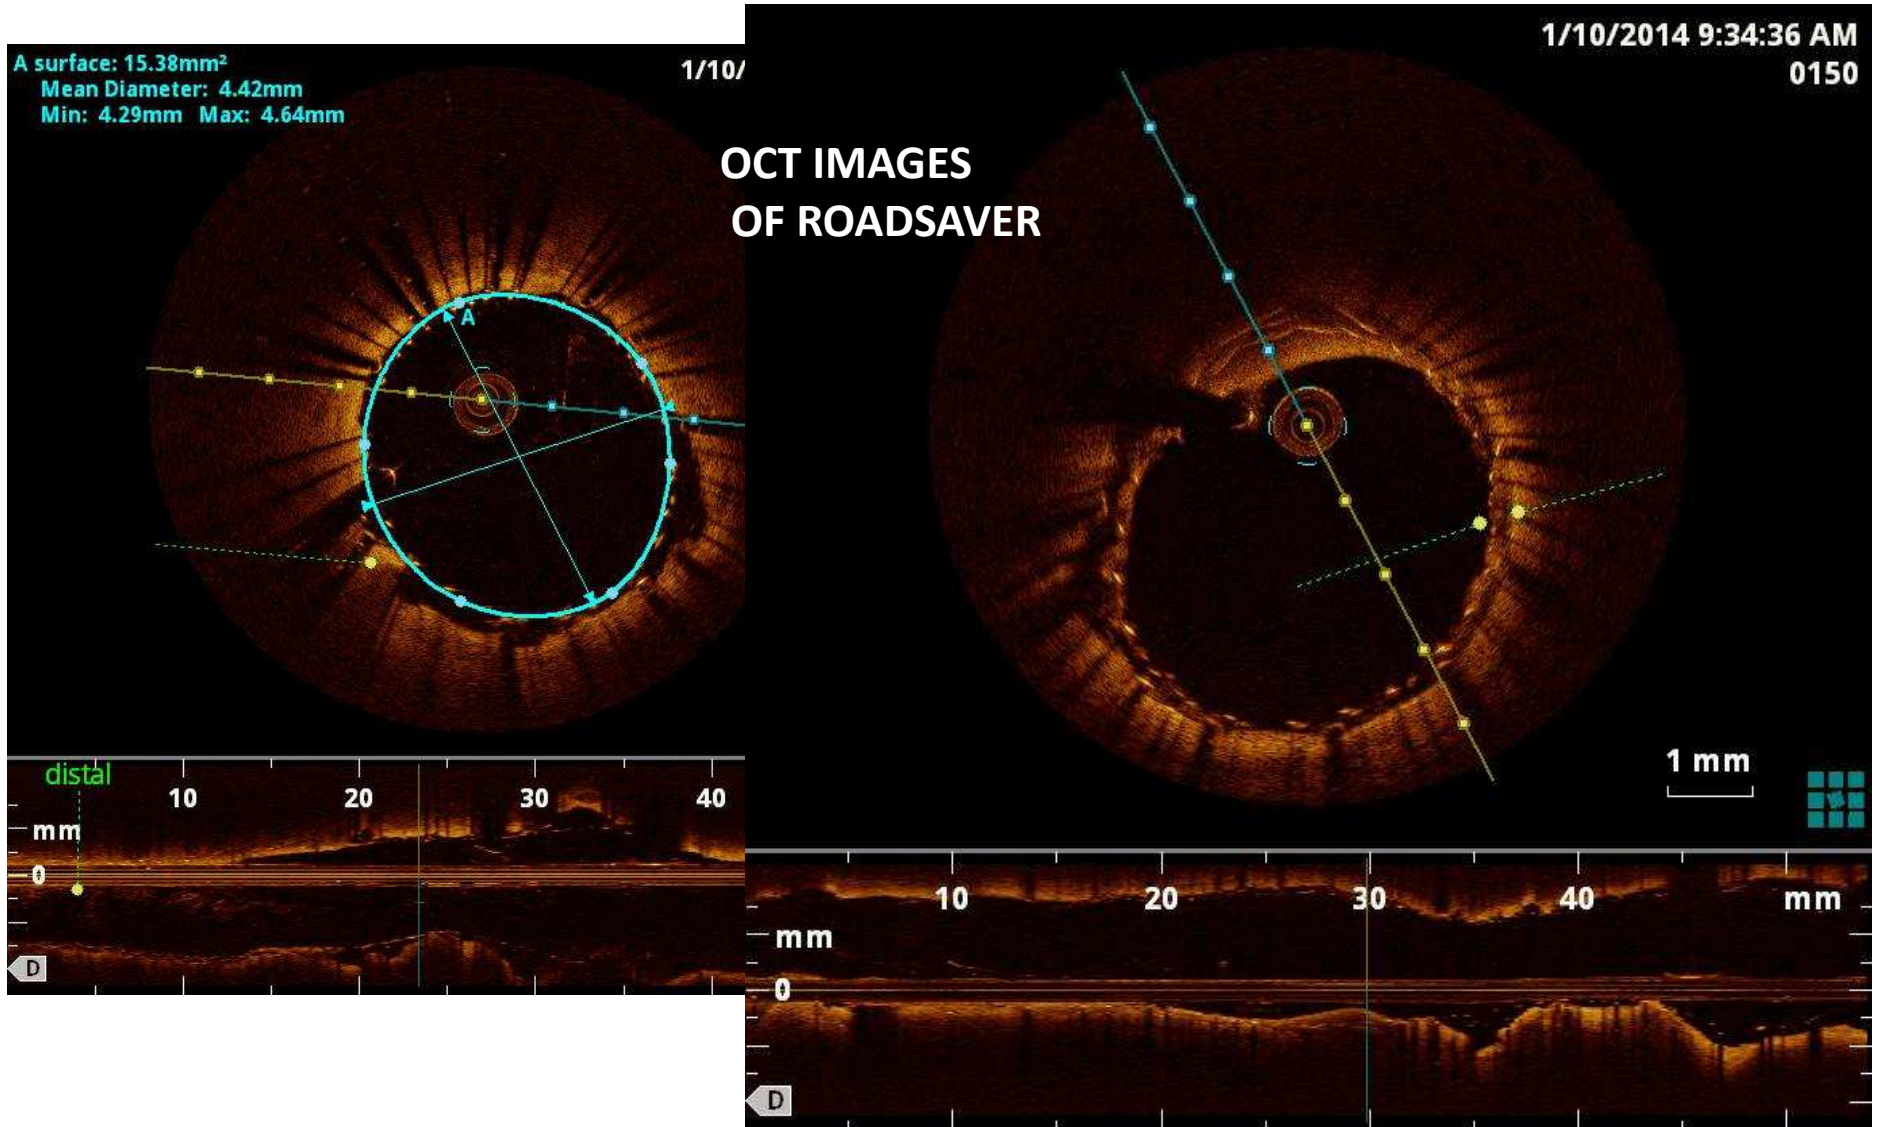 A surface: 15.38mm²
Mean Diameter: 4.42mm
Min: 4.29mm Max: 4.64mm
1/10/
A
OCT IMAGES
OF ROADSAVER
1/10/2014 9:34:36 AM
0150
1 mm
distal
10 20 30 40
mm
0
D
10 20 30 40 mm
mm
0
D